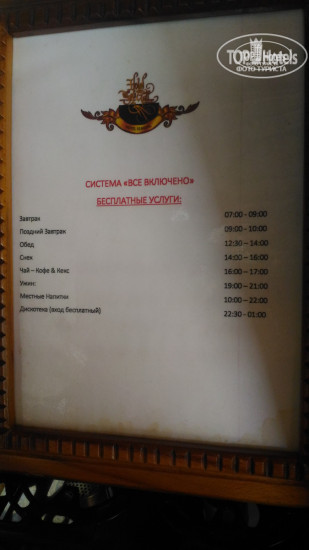 TOP Hotels
ФОТО ТУРИСТА
СИСТЕМА «ВСЕ ВКЛЮЧЕНО»
БЕСПЛАТНЫЕ УСЛУГИ:
Завтрак 07:00 - 09:00
Поздний Завтрак 09:00 - 10:00
Обед 12:30 – 14:00
Снек 14:00 – 16:00
Чай – Кофе & Кекс 16:00 – 17:00
Ужин: 19:00 – 21:00
Местные Напитки 10:00 – 22:00
Дискотека (вход бесплатный) 22:30 - 01:00